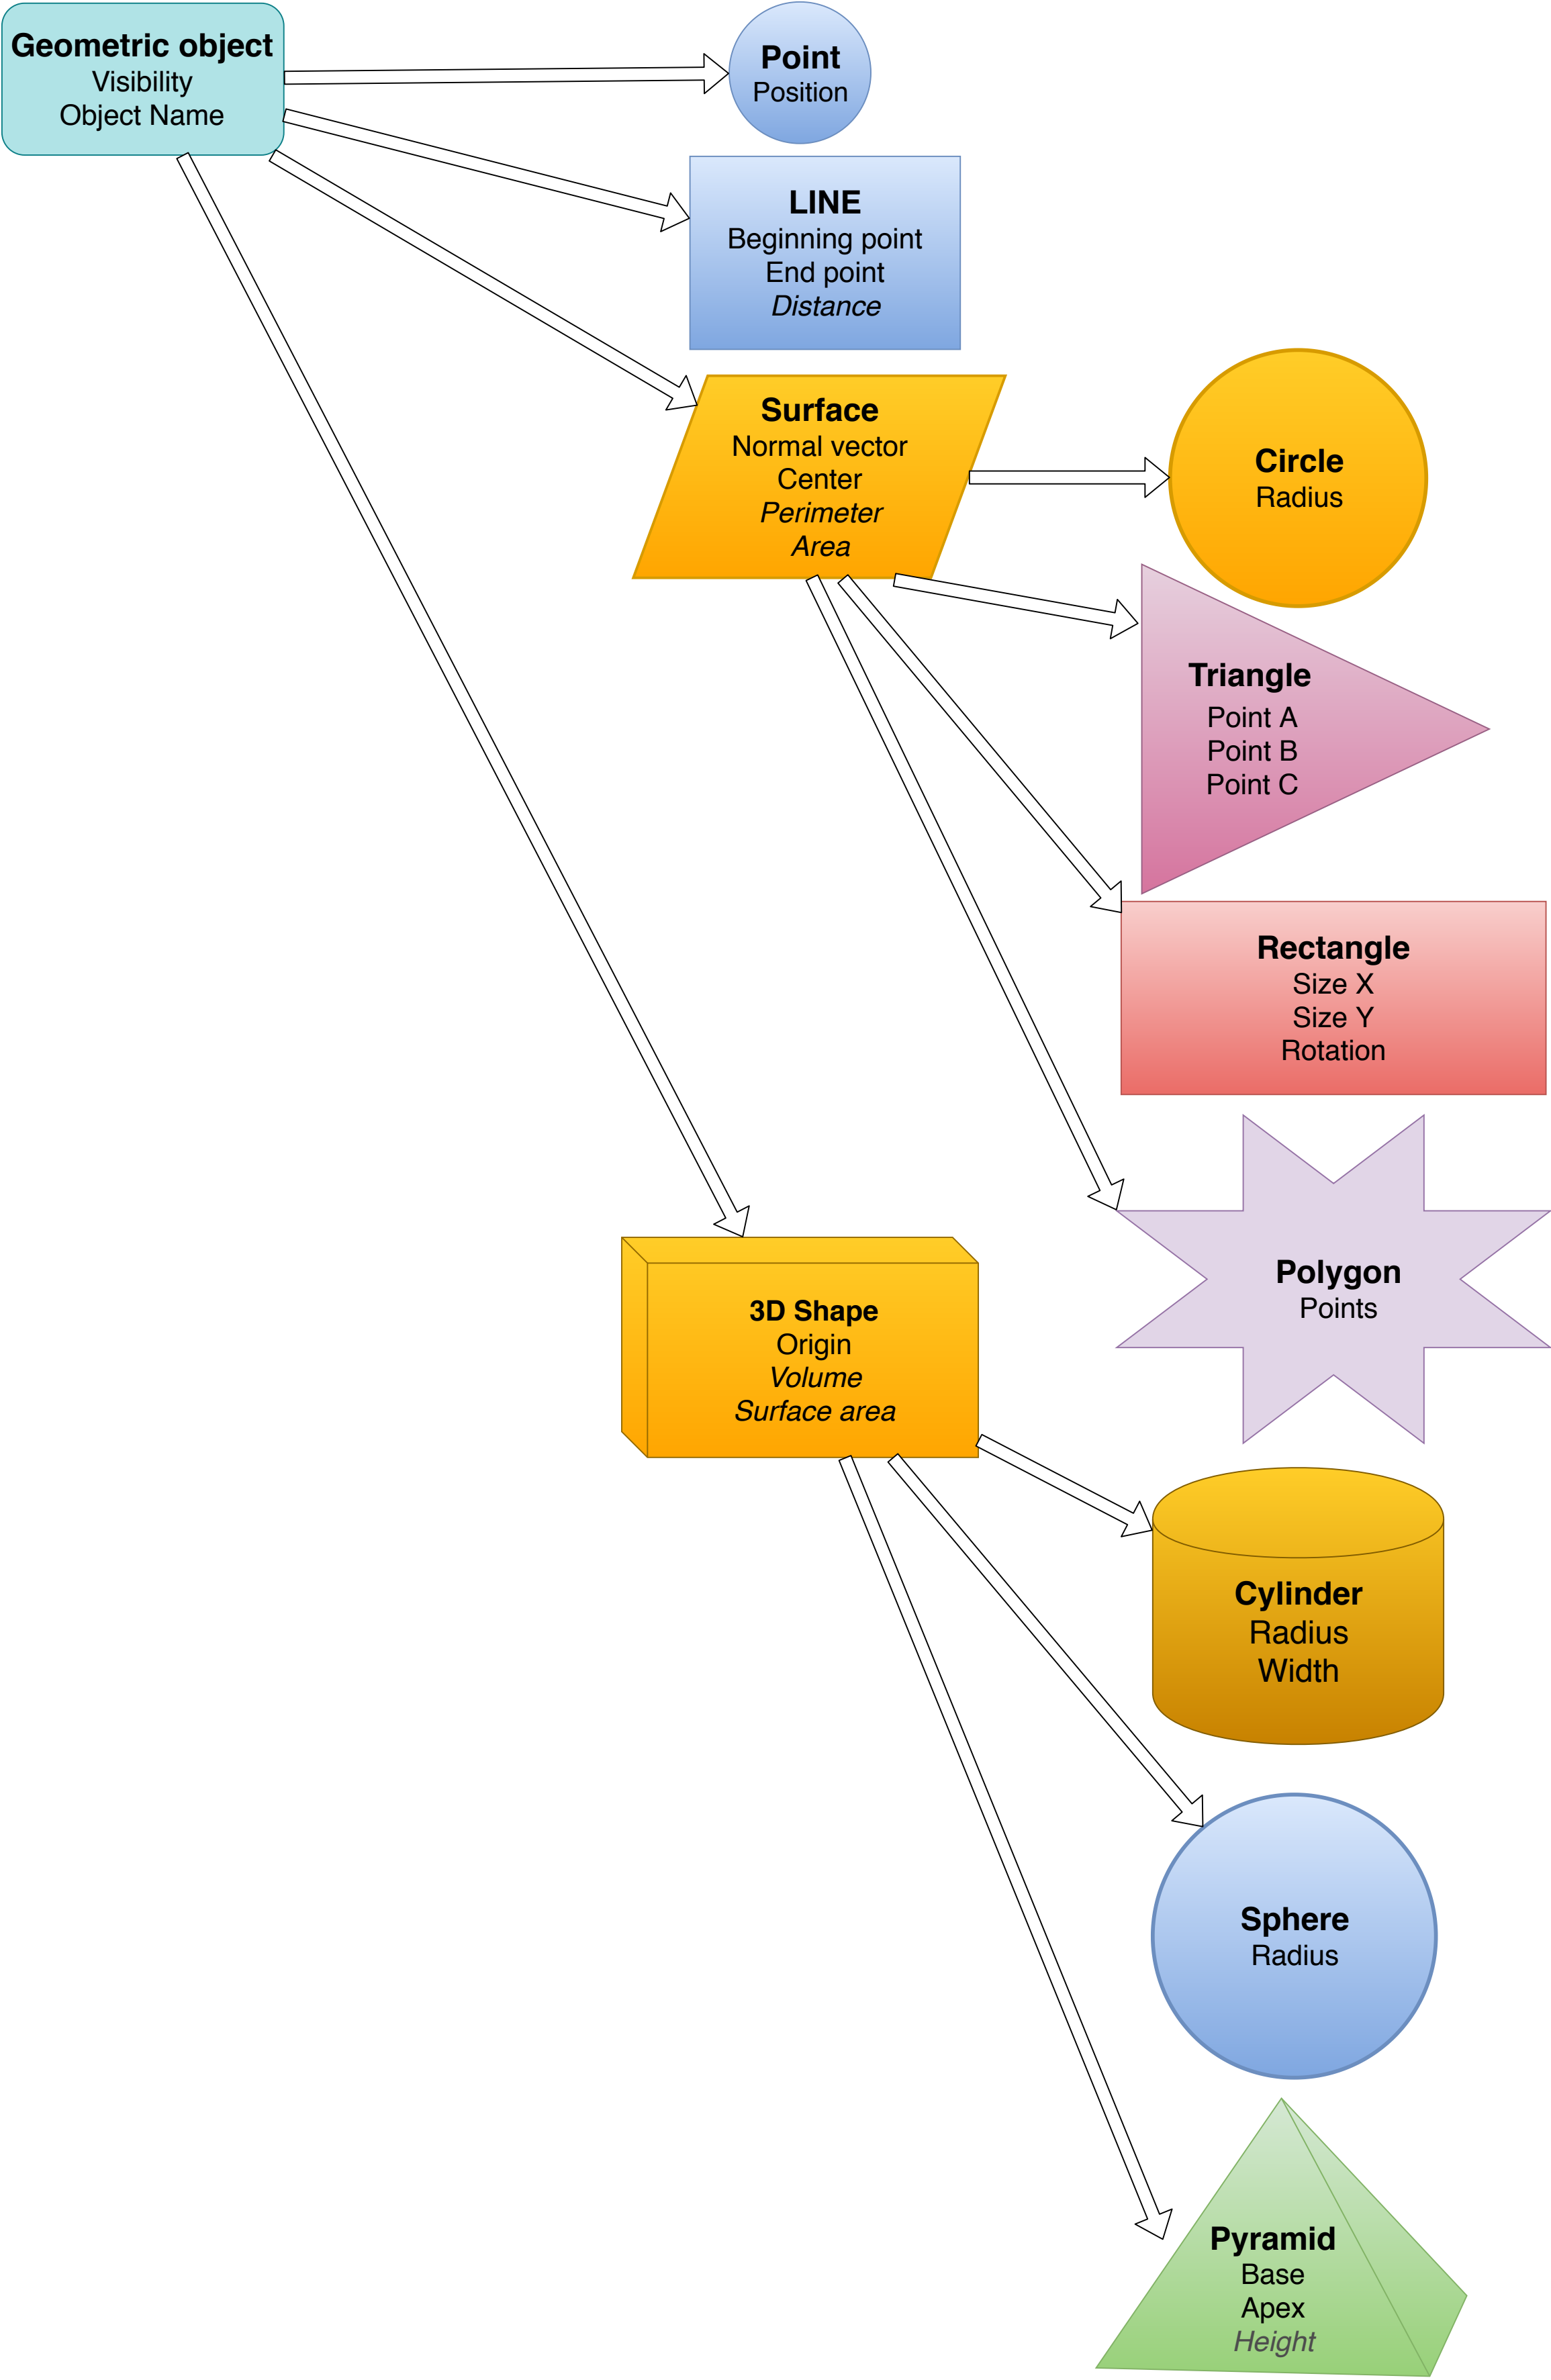 Geometric object
Visibility
Object Name
Point
Position
LINE
Beginning point
End point
Distance
Surface
Normal vector
Center
Perimeter
Area
Circle
Radius
Triangle
Point A
Point B
Point C
Rectangle
Size X
Size Y
Rotation
Polygon
Points
3D Shape
Origin
Volume
Surface area
Cylinder
Radius
Width
Sphere
Radius
Pyramid
Base
Apex
Height